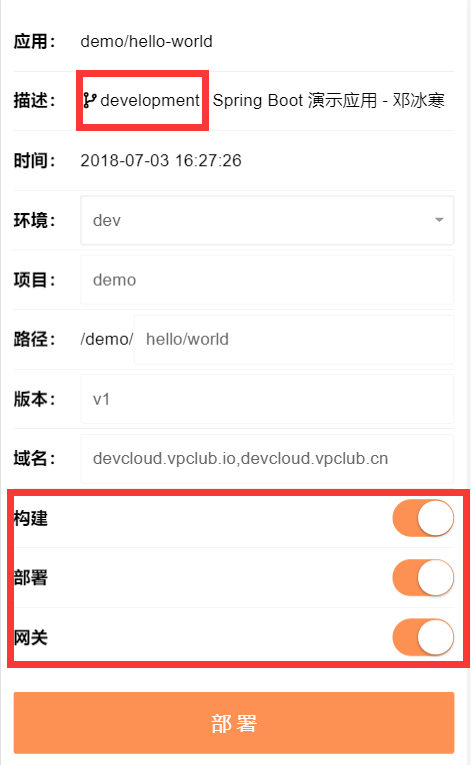 应用： demo/hello-world
描述： development Spring Boot 演示应用 - 邓冰寒
时间： 2018-07-03 16:27:26
环境： dev
项目： demo
路径： /demo/ hello/world
版本： v1
域名： devcloud.vpclub.io,devcloud.vpclub.cn
构建
部署
网关
部署